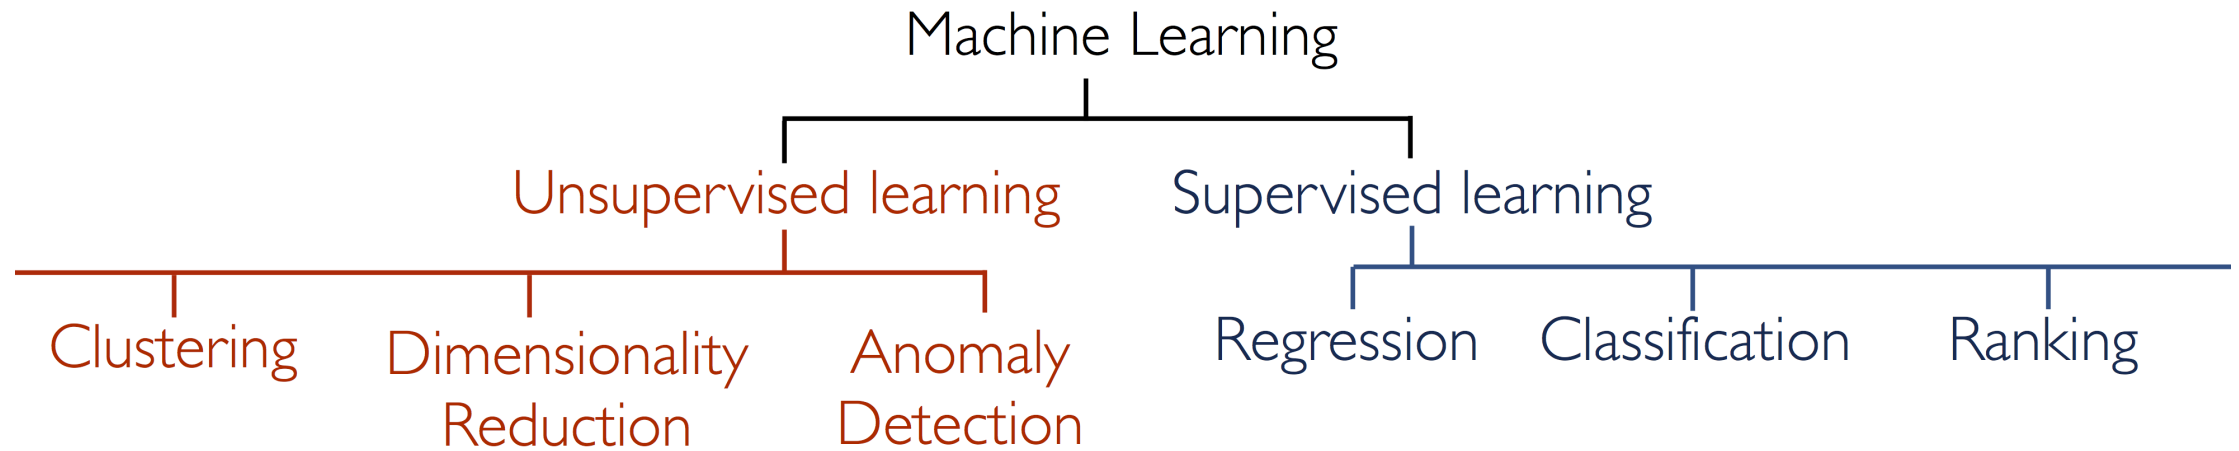 Machine Learning
Unsupervised learning
Supervised learning
Clustering
Dimensionality
Reduction
Anomaly
Detection
Regression
Classification
Ranking